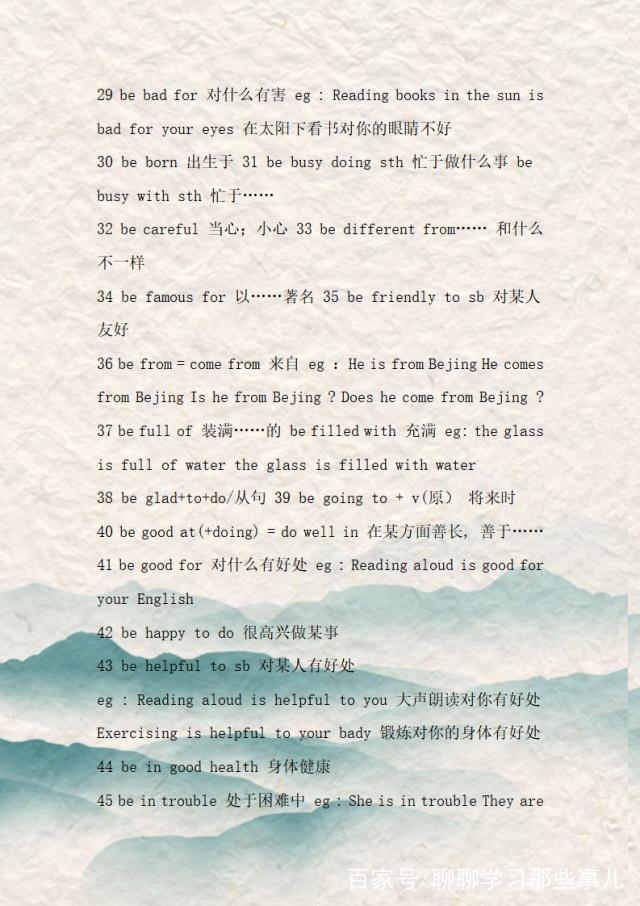 29 be bad for 对什么有害 eg : Reading books in the sun is
bad for your eyes 在太阳下看书对你的眼睛不好
30 be born 出生于 31 be busy doing sth 忙于做什么事 be
busy with sth 忙于……
32 be careful 当心；小心 33 be different from…… 和什么
不一样
34 be famous for 以……著名 35 be friendly to sb 对某人
友好
36 be from = come from 来自 eg ：He is from Bejing He comes
from Bejing Is he from Bejing ? Does he come from Bejing ?
37 be full of 装满……的 be filled with 充满 eg: the glass
is full of water the glass is filled with water
38 be glad+to+do/从句 39 be going to + v(原） 将来时
40 be good at(+doing) = do well in 在某方面善长, 善于……
41 be good for 对什么有好处 eg : Reading aloud is good for
your English
42 be happy to do 很高兴做某事
43 be helpful to sb 对某人有好处
eg : Reading aloud is helpful to you 大声朗读对你有好处
Exercising is helpful to your bady 锻炼对你的身体有好处
44 be in good health 身体健康
45 be in trouble 处于困难中 eg : She is in trouble They are
百家号/聊聊学习那些事儿